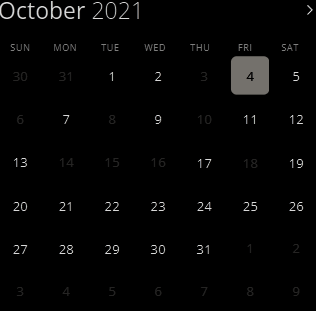 October 2021
SUN MON TUE WED THU FRI SAT
30 31 1 2 3 4 5
6 7 8 9 10 11 12
13 14 15 16 17 18 19
20 21 22 23 24 25 26
27 28 29 30 31 1 2
3 4 5 6 7 8 9